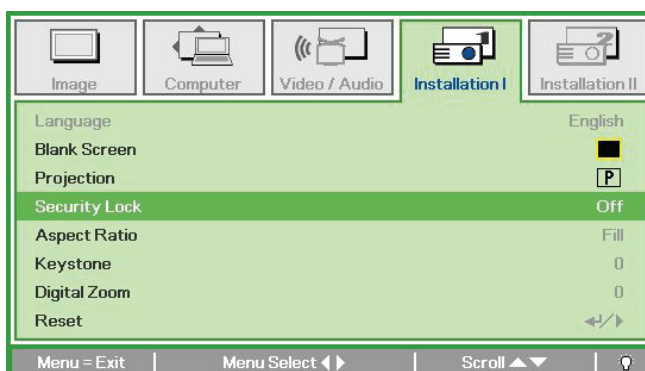 Image Computer Video / Audio Installation I Installation II
Language English
Blank Screen
Projection P
Security Lock Off
Aspect Ratio Fill
Keystone 0
Digital Zoom 0
Reset
Menu = Exit Menu Select Scroll